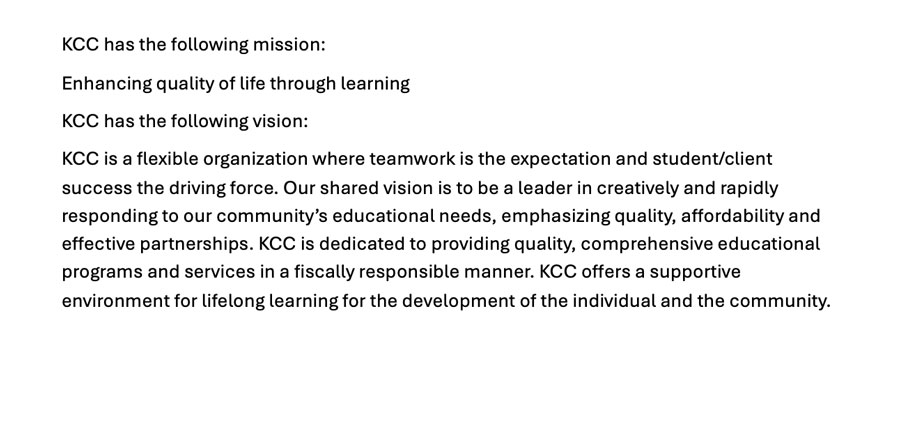 KCC has the following mission:
Enhancing quality of life through learning
KCC has the following vision:
KCC is a flexible organization where teamwork is the expectation and student/client
success the driving force. Our shared vision is to be a leader in creatively and rapidly
responding to our community’s educational needs, emphasizing quality, affordability and
effective partnerships. KCC is dedicated to providing quality, comprehensive educational
programs and services in a fiscally responsible manner. KCC offers a supportive
environment for lifelong learning for the development of the individual and the community.